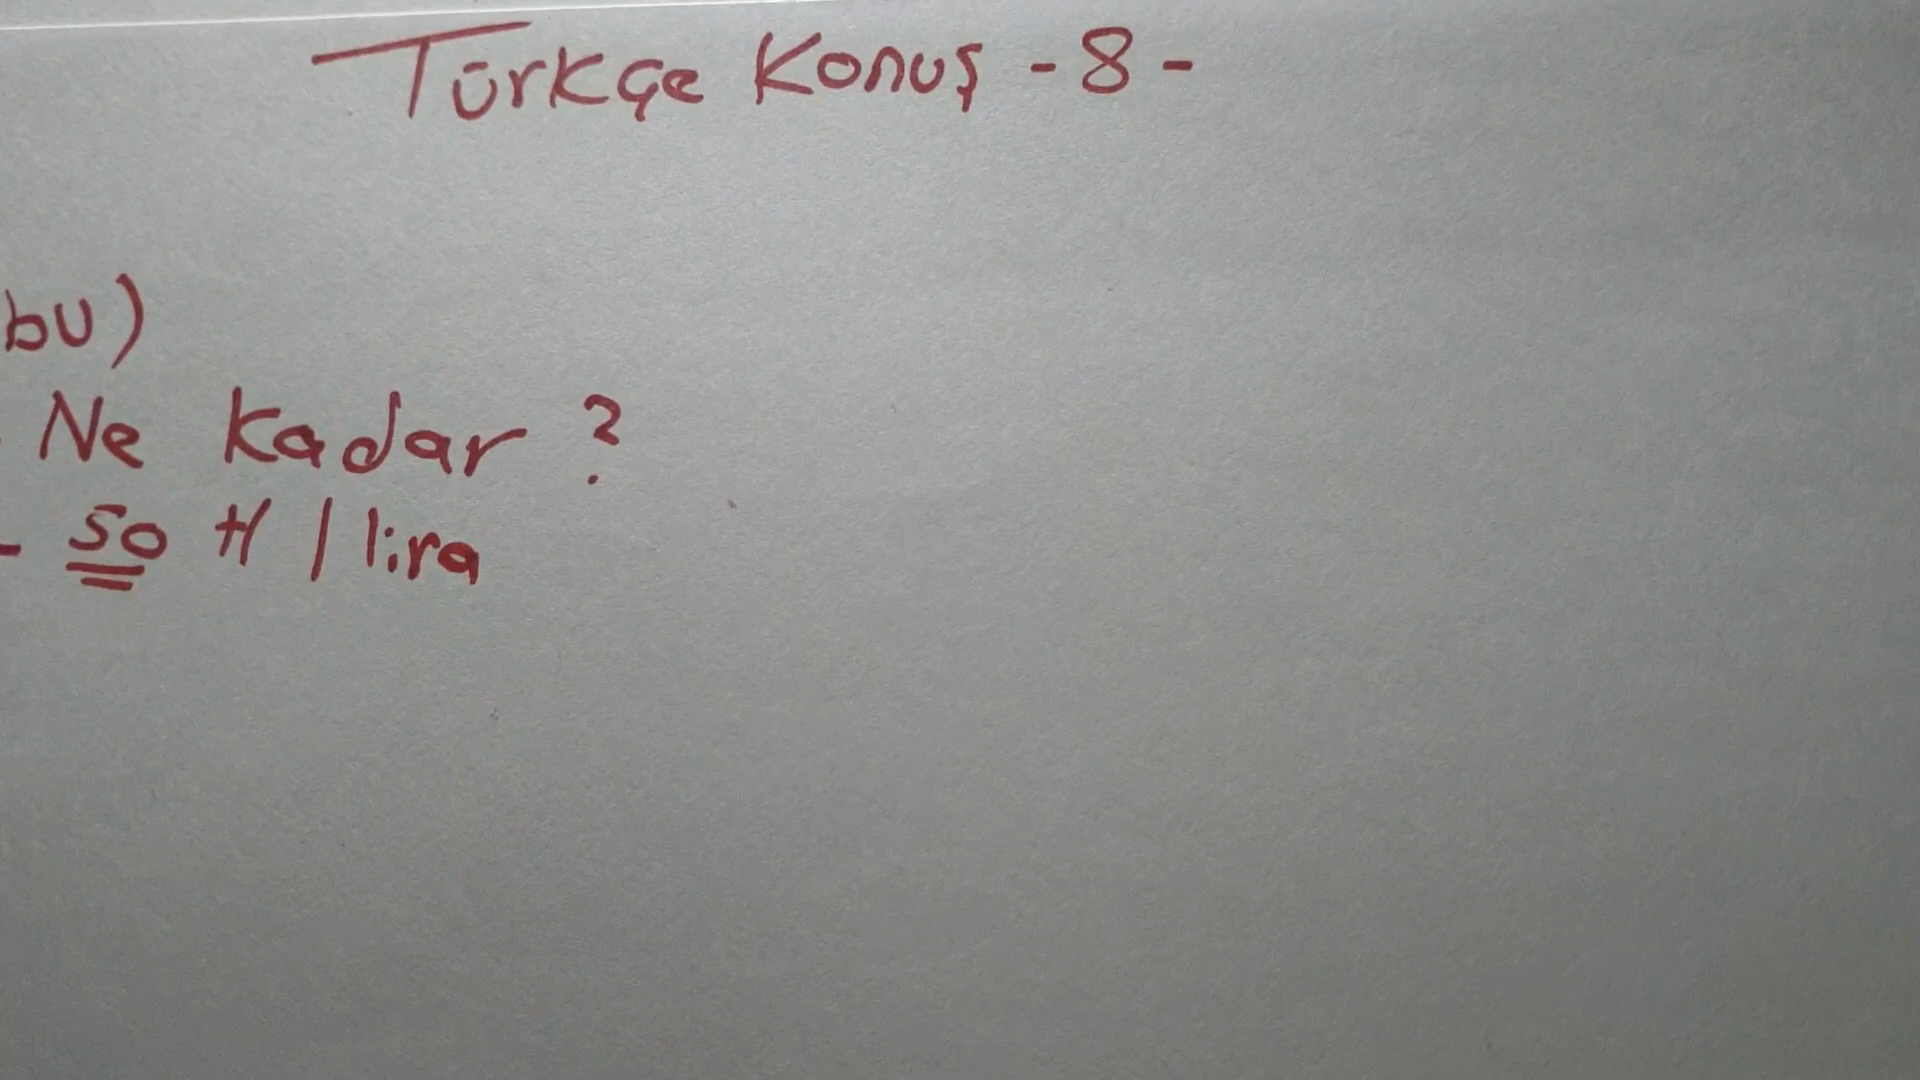 Türkçe Konuş - 8 -
bu)
Ne kadar ?
- 50 tl / lira